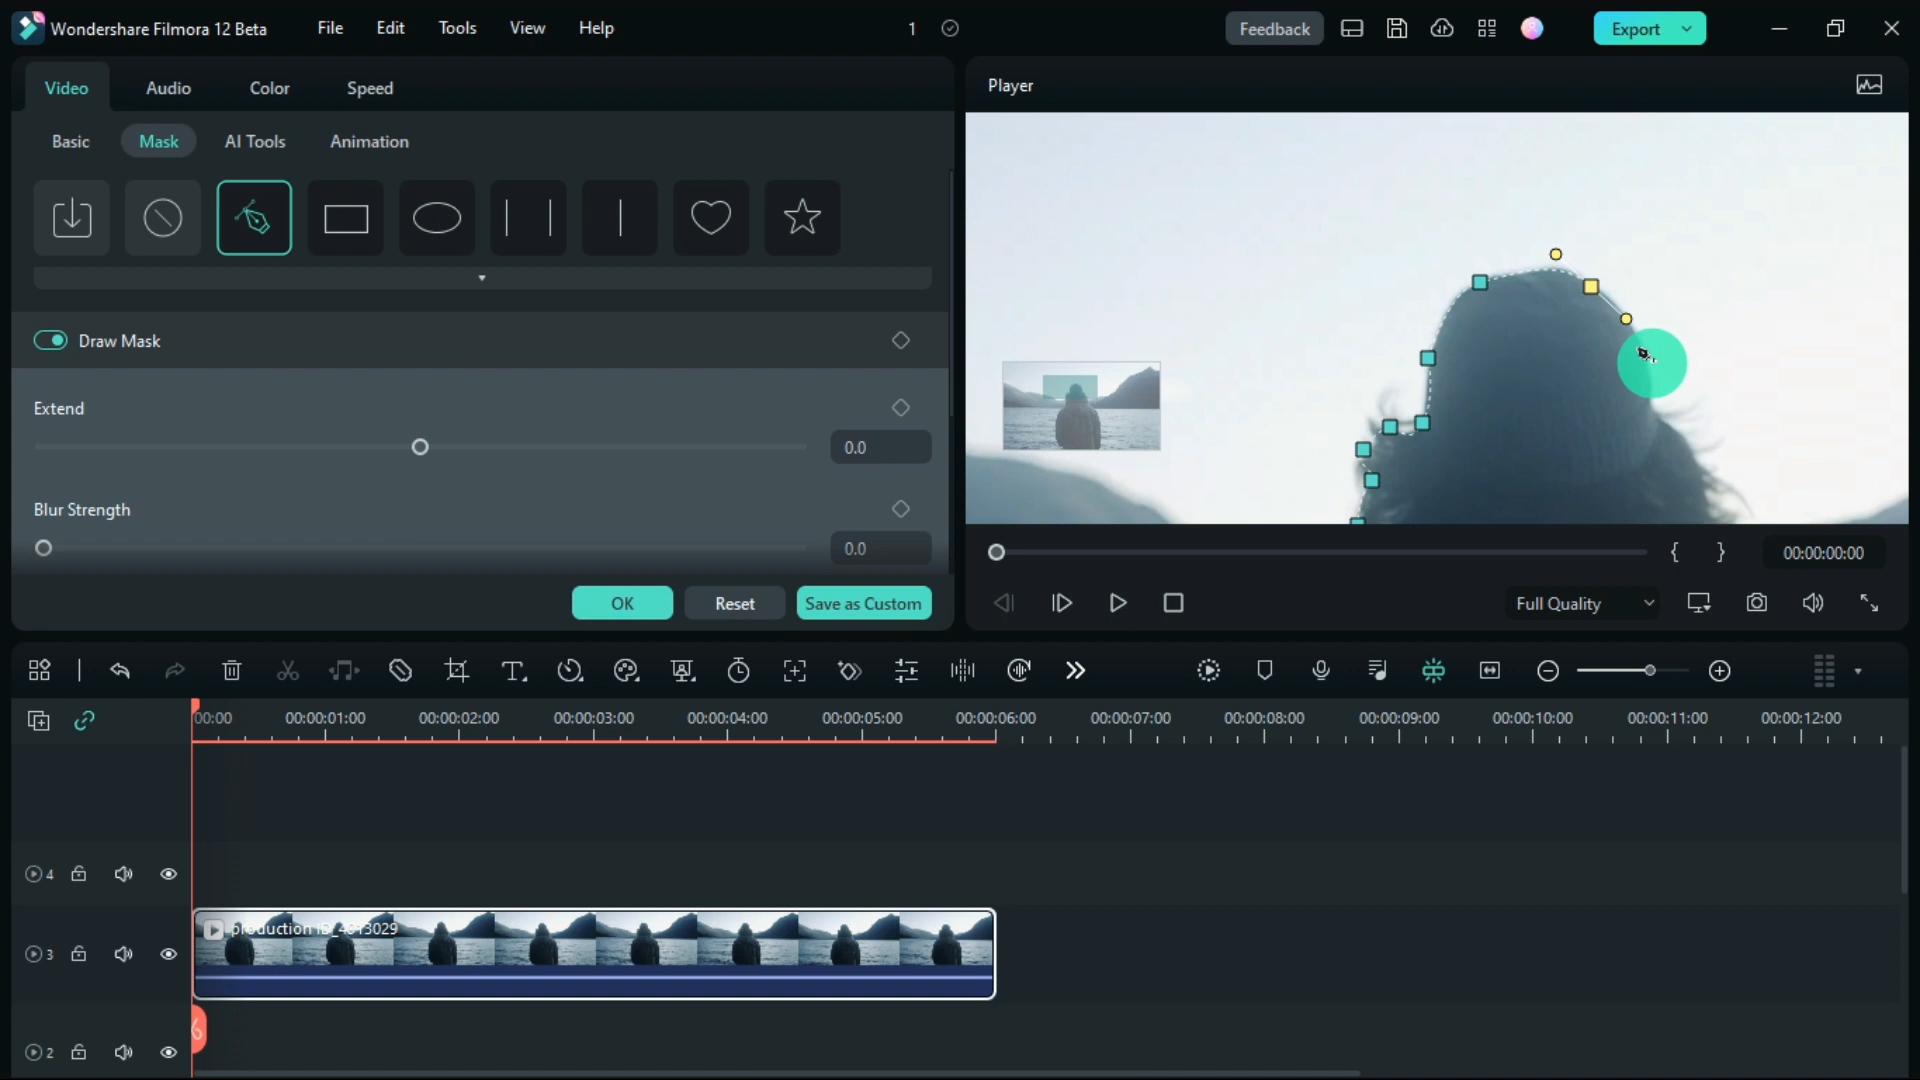 Wondershare Filmora 12 Beta
File Edit Tools View Help
1
Feedback
Export
Video Audio Color Speed
Player
Basic Mask AI Tools Animation
Draw Mask
Extend
0.0
Blur Strength
0.0
OK Reset Save as Custom
{ } 00:00:00:00
Full Quality
00:00 00:00:01:00 00:00:02:00 00:00:03:00 00:00:04:00 00:00:05:00 00:00:06:00 00:00:07:00 00:00:08:00 00:00:09:00 00:00:10:00 00:00:11:00 00:00:12:00
4
production ID_4913029
3
2